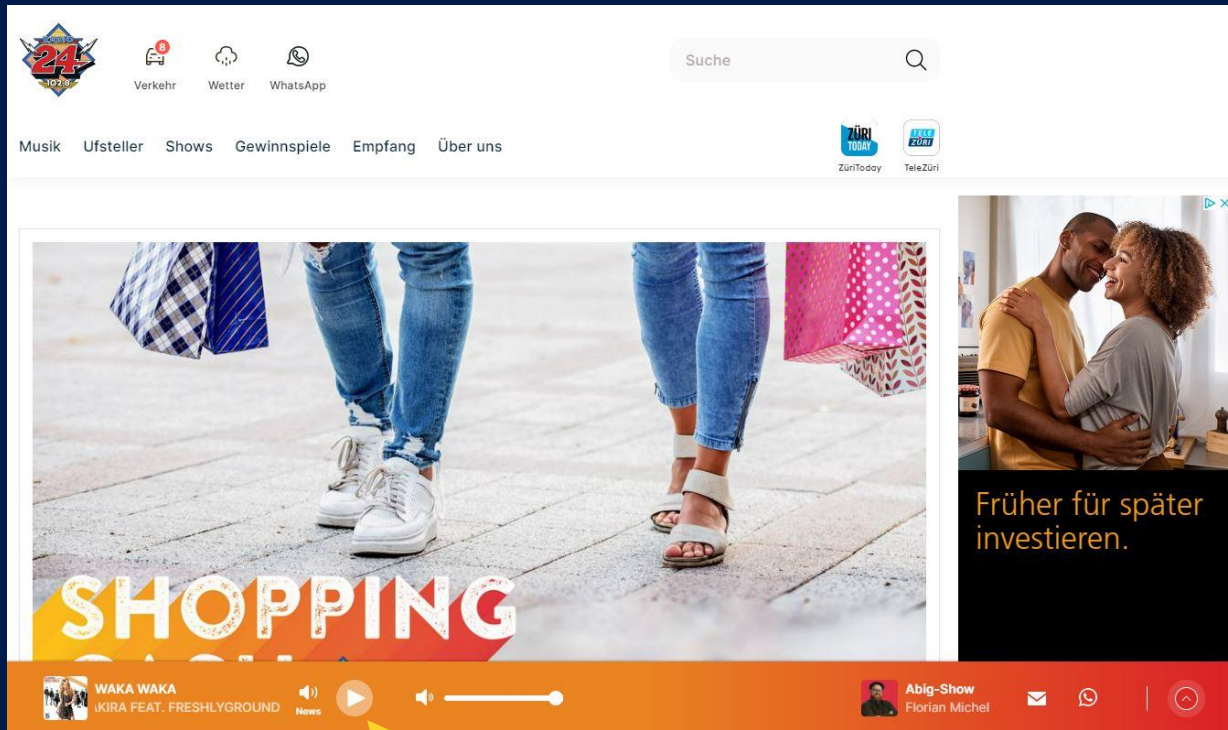 RADIO
24
102.8
8
Verkehr
Wetter
WhatsApp
Suche
Musik
Ufsteller
Shows
Gewinnspiele
Empfang
Über uns
ZÜRI
TODAY
ZüriToday
TELE
ZÜRI
TeleZüri
SHOPPING
Früher für später
investieren.
WAKA WAKA
KIRA FEAT. FRESHLYGROUND
News
Abig-Show
Florian Michel